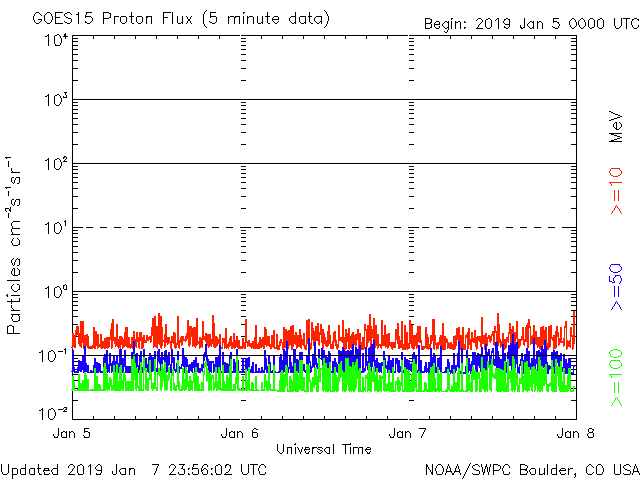 GOES15 Proton Flux (5 minute data)
Begin: 2019 Jan 5 0000 UTC
10⁴
10³
10²
10¹
10⁰
10⁻¹
10⁻²
Particles cm⁻²s⁻¹sr⁻¹
MeV
>=10
>=50
>=100
Jan 5
Jan 6
Jan 7
Jan 8
Universal Time
Updated 2019 Jan 7 23:56:02 UTC
NOAA/SWPC Boulder, CO USA